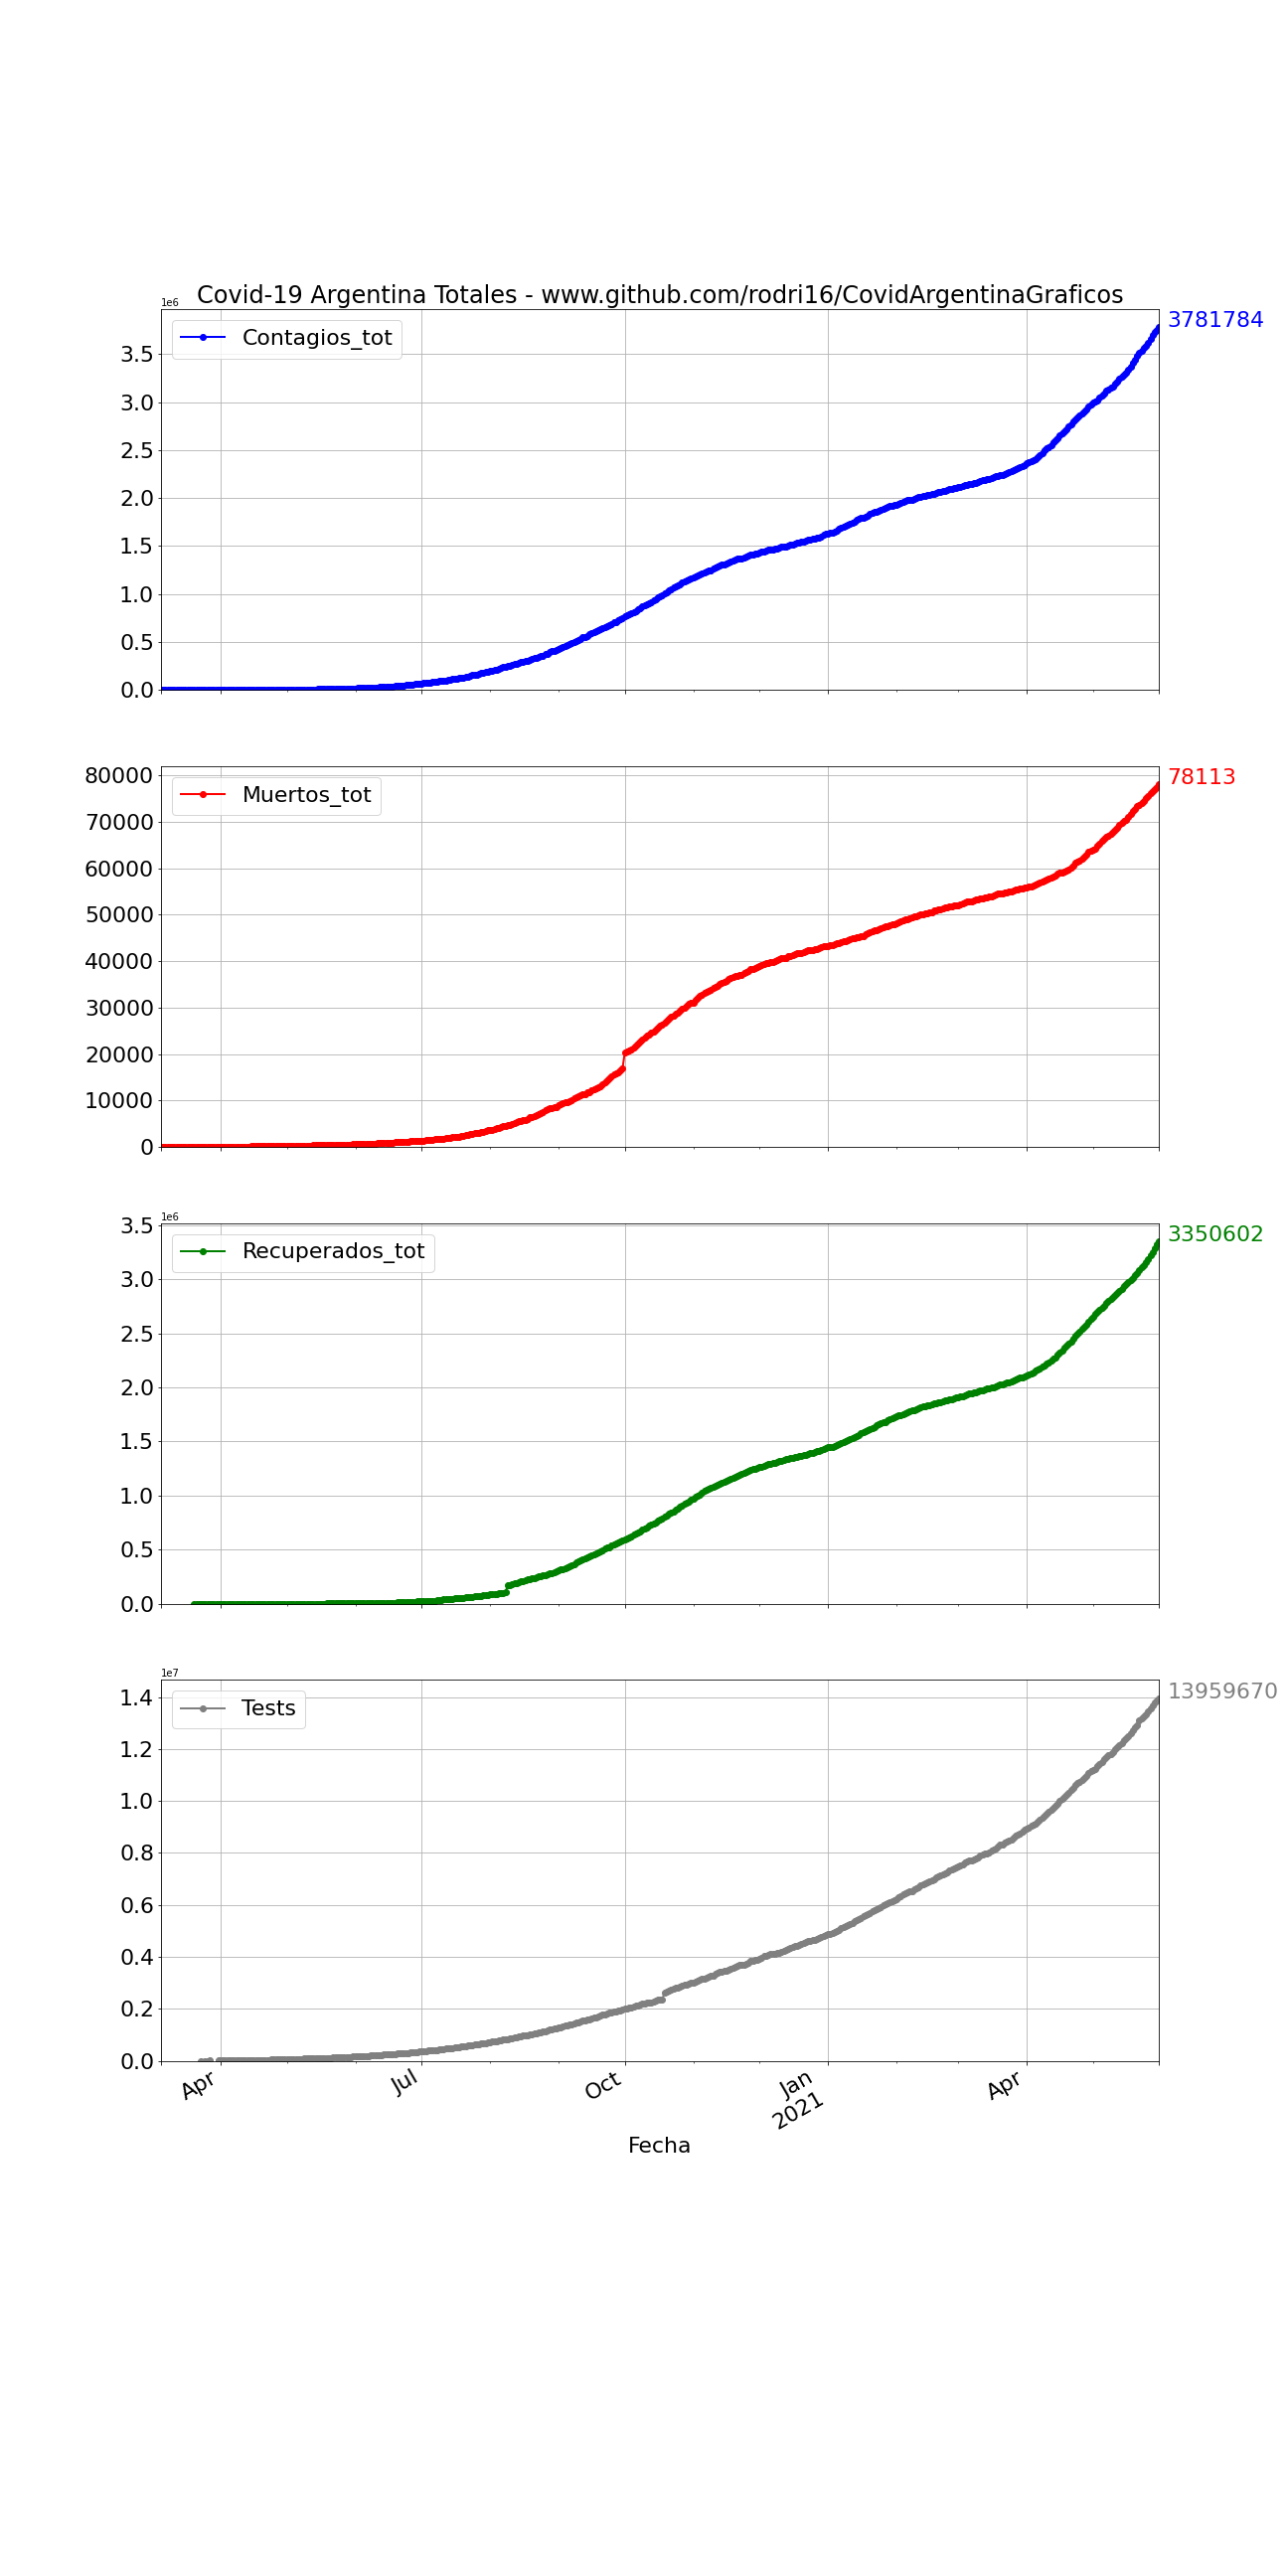 Covid-19 Argentina Totales - www.github.com/rodri16/CovidArgentinaGraficos
1e6
3781784
Contagios_tot
3.5
3.0
2.5
2.0
1.5
1.0
0.5
0.0
80000
78113
Muertos_tot
70000
60000
50000
40000
30000
20000
10000
0
1e6
3.5
3350602
Recuperados_tot
3.0
2.5
2.0
1.5
1.0
0.5
0.0
1e7
13959670
Tests
1.4
1.2
1.0
0.8
0.6
0.4
0.2
0.0
Apr
Jul
Oct
Jan
2021
Apr
Fecha